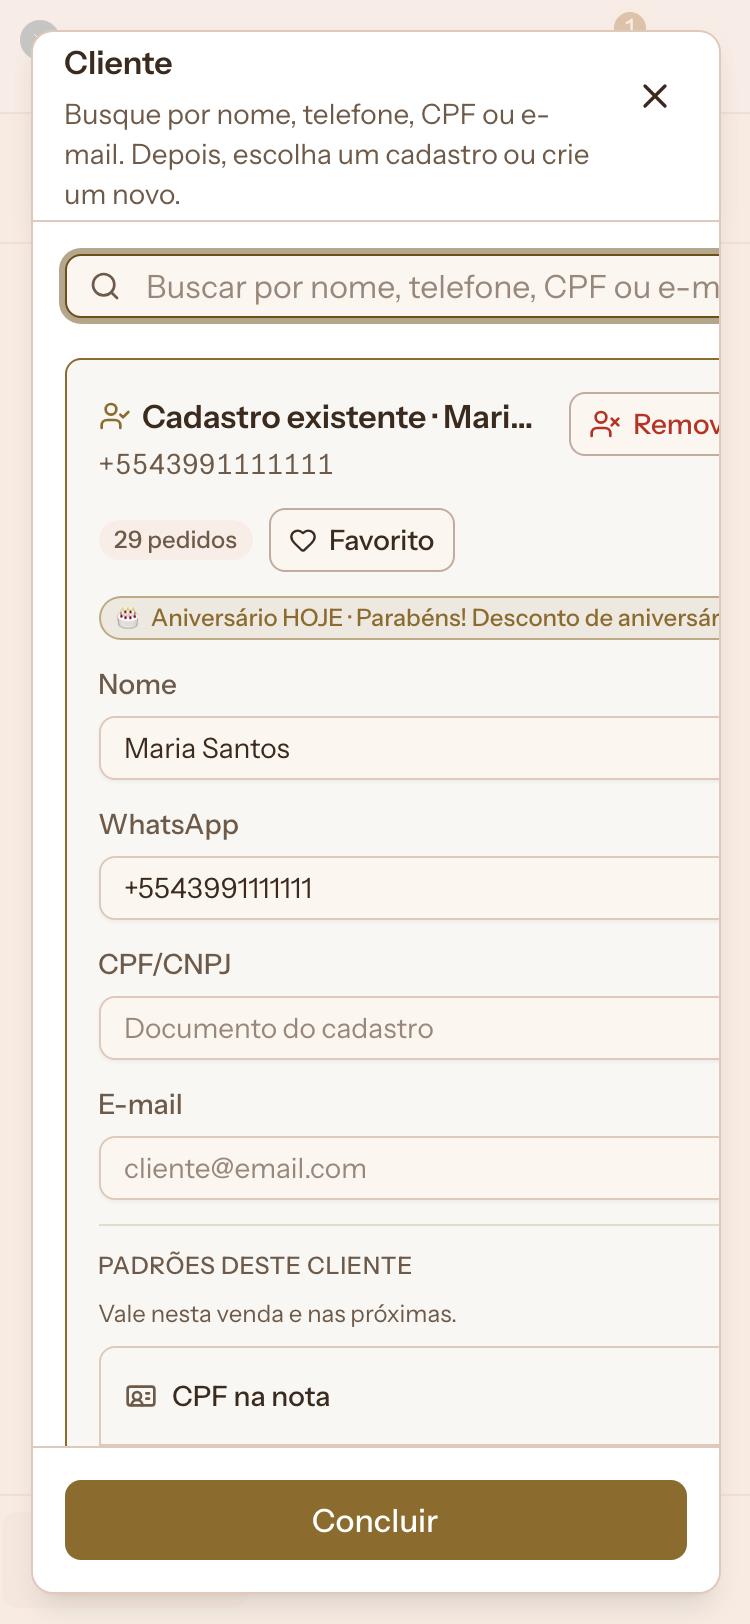 1
Cliente
Busque por nome, telefone, CPF ou e-
mail. Depois, escolha um cadastro ou crie
um novo.
Buscar por nome, telefone, CPF ou e-m
Cadastro existente · Mari...
Remov
+5543991111111
29 pedidos
Favorito
Aniversário HOJE · Parabéns! Desconto de aniversár
Nome
Maria Santos
WhatsApp
+5543991111111
CPF/CNPJ
Documento do cadastro
E-mail
cliente@email.com
PADRÕES DESTE CLIENTE
Vale nesta venda e nas próximas.
CPF na nota
Concluir